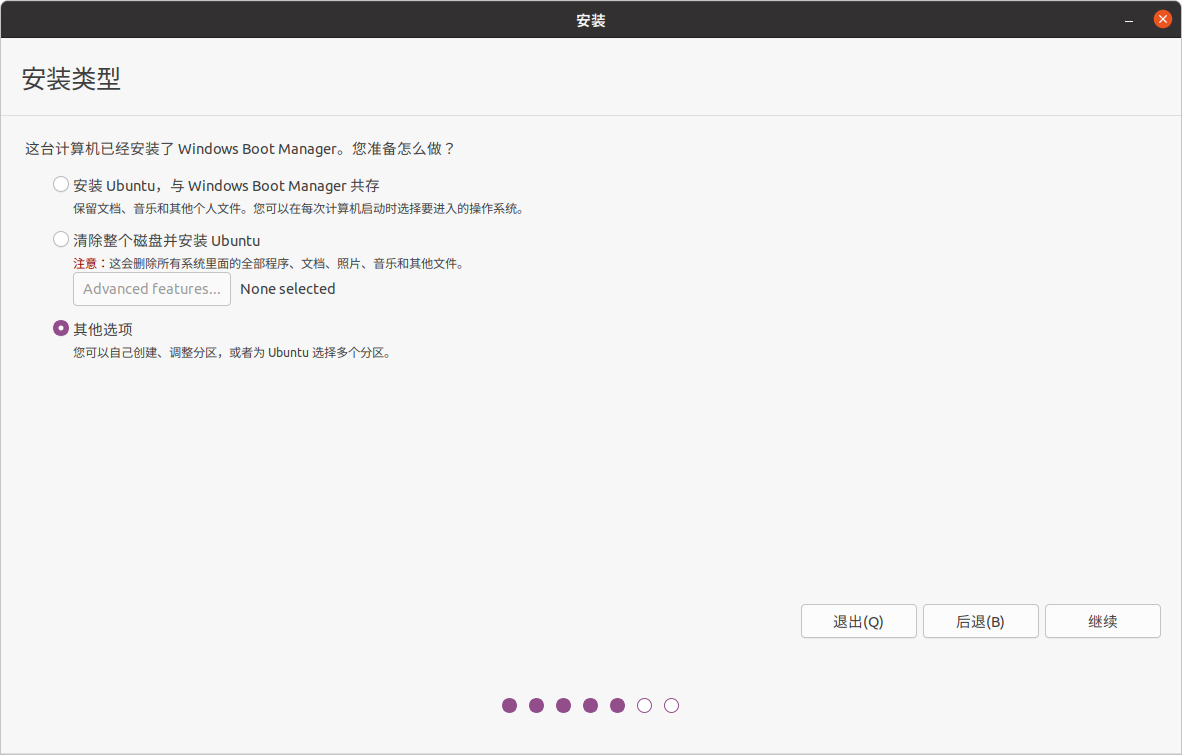 安装
安装类型
这台计算机已经安装了 Windows Boot Manager。您准备怎么做？
安装 Ubuntu，与 Windows Boot Manager 共存
保留文档、音乐和其他个人文件。您可以在每次计算机启动时选择要进入的操作系统。
清除整个磁盘并安装 Ubuntu
注意：这会删除所有系统里面的全部程序、文档、照片、音乐和其他文件。
Advanced features... None selected
其他选项
您可以自己创建、调整分区，或者为 Ubuntu 选择多个分区。
退出(Q) 后退(B) 继续